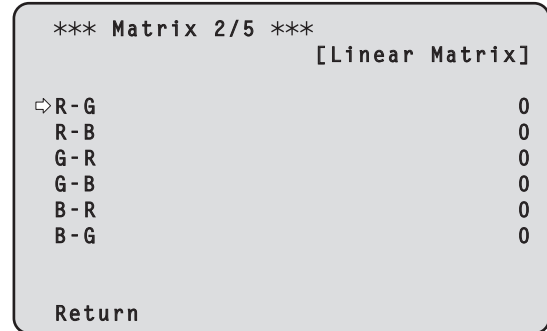 *** Matrix 2/5 ***
[Linear Matrix]
⇨R-G 0
R-B 0
G-R 0
G-B 0
B-R 0
B-G 0
Return